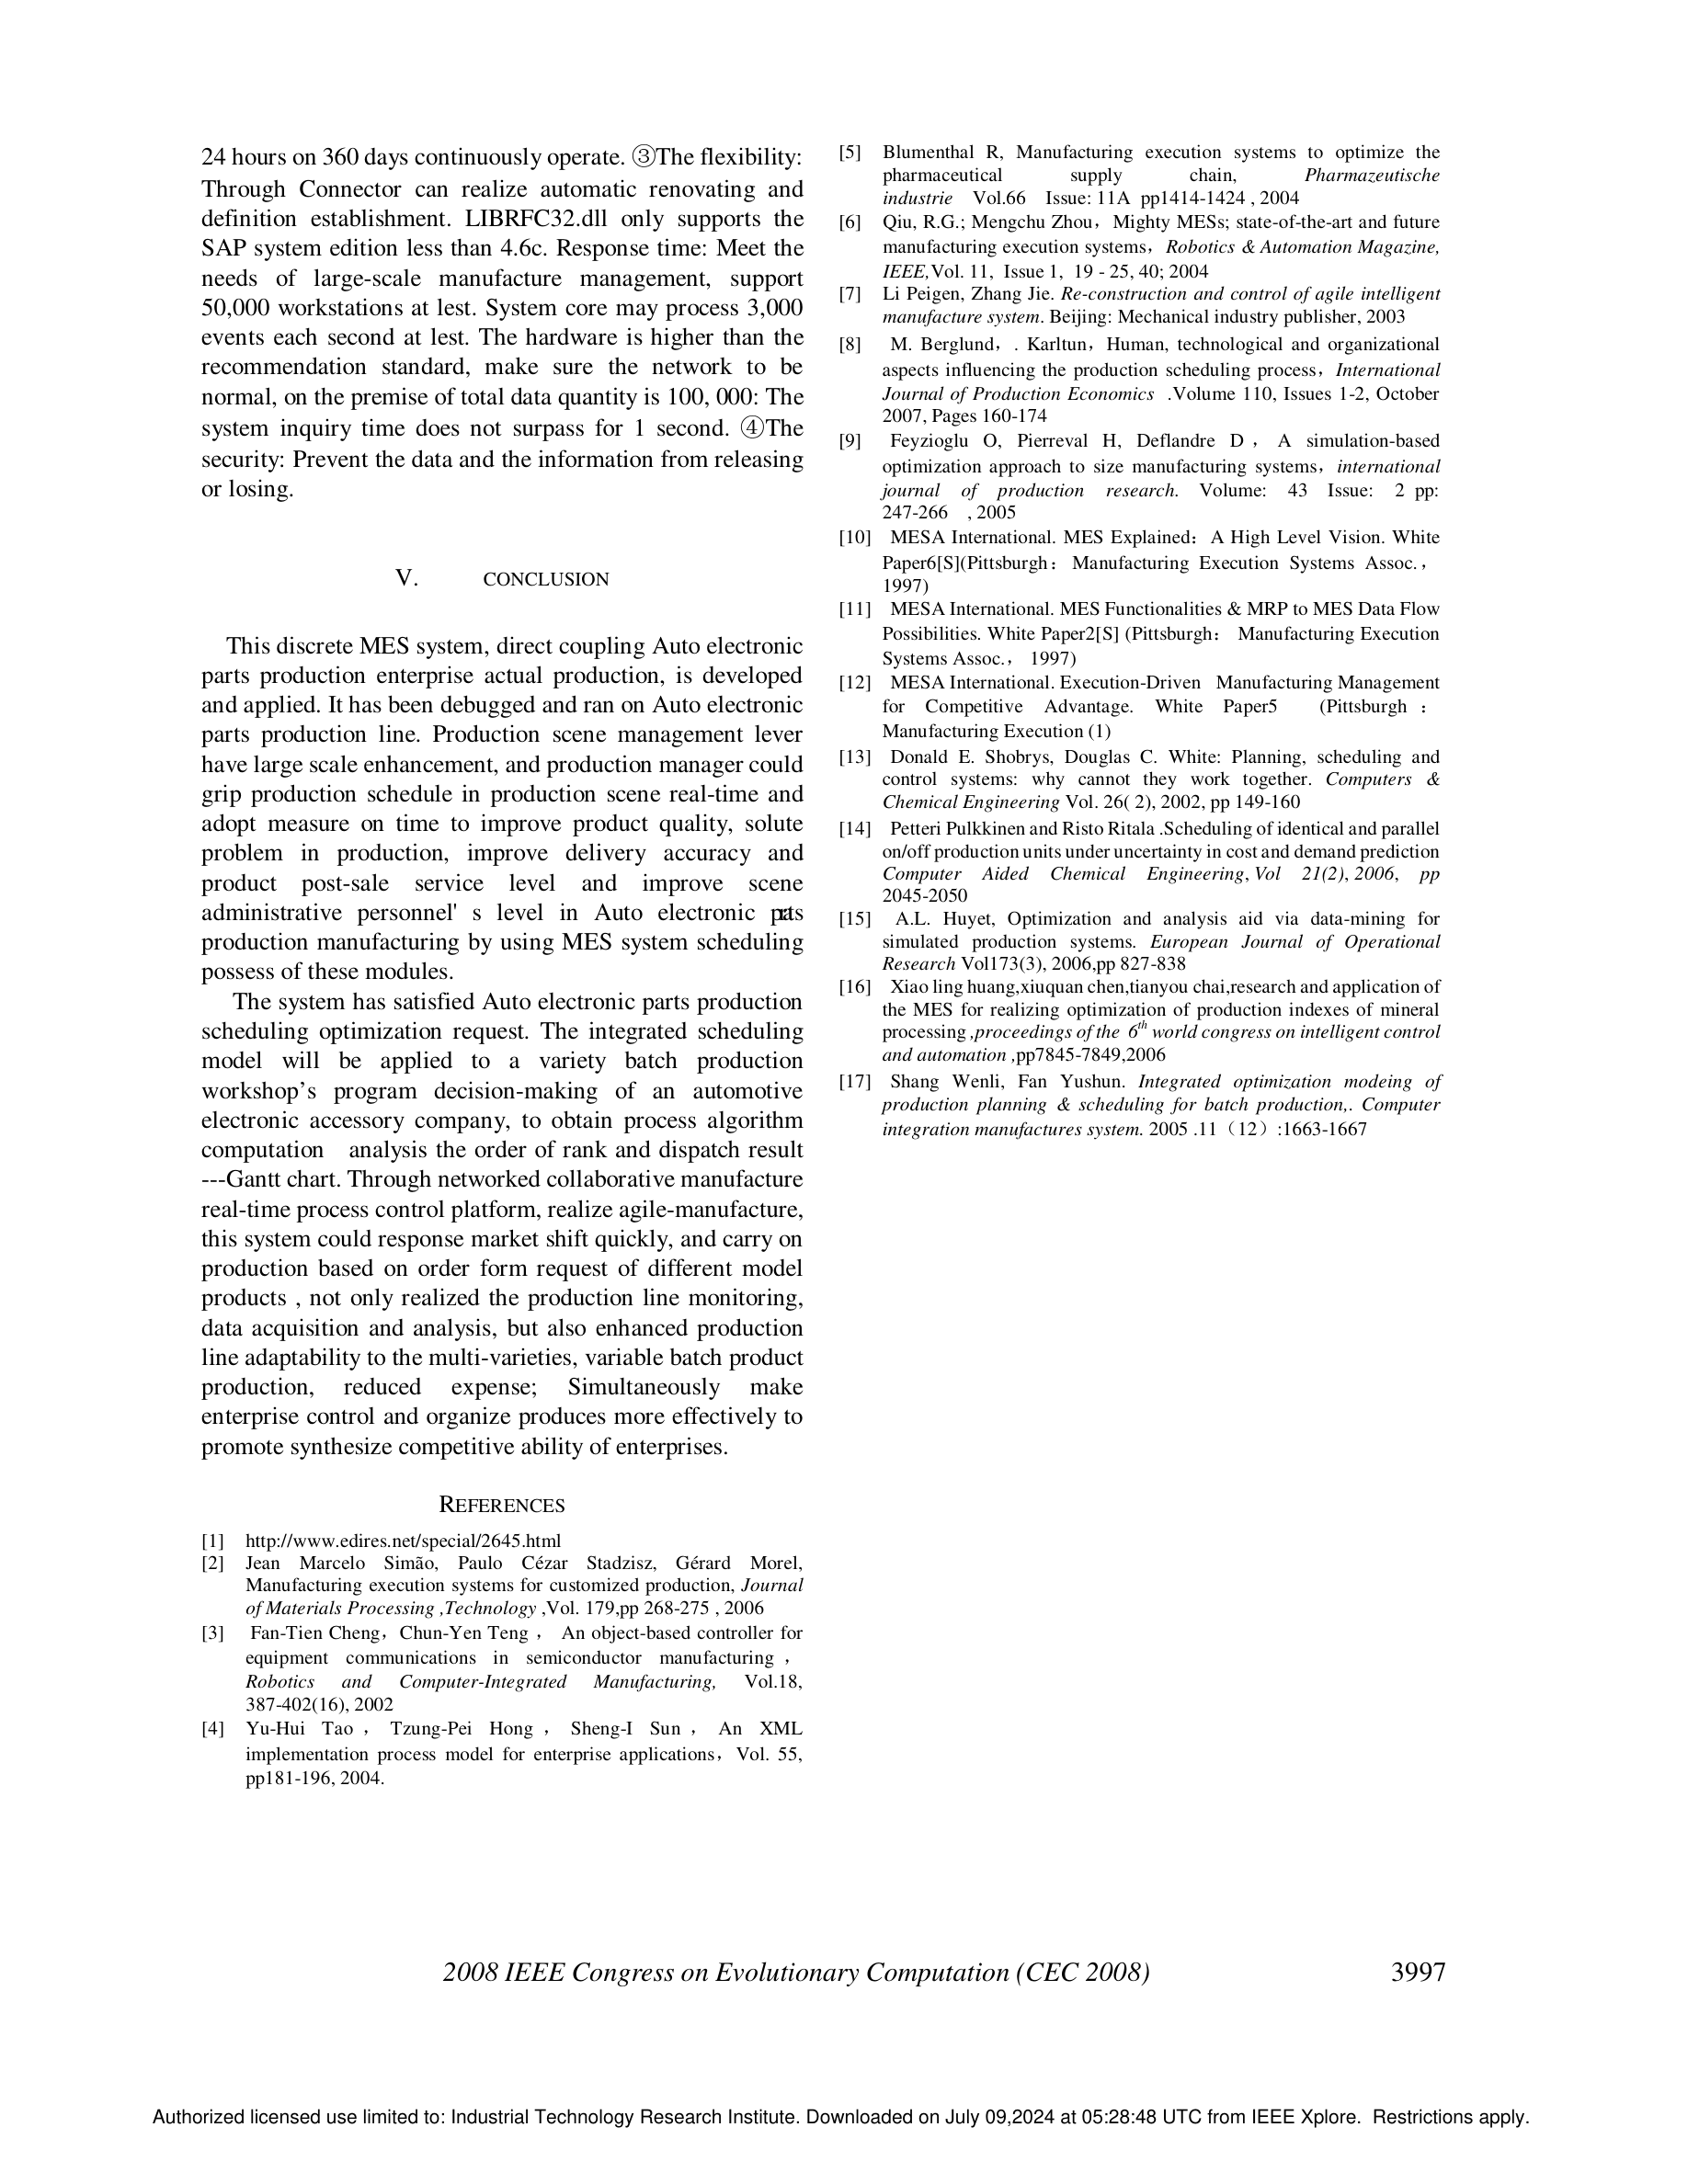 24 hours on 360 days continuously operate. ③The flexibility:
Through Connector can realize automatic renovating and
definition establishment. LIBRFC32.dll only supports the
SAP system edition less than 4.6c. Response time: Meet the
needs of large-scale manufacture management, support
50,000 workstations at lest. System core may process 3,000
events each second at lest. The hardware is higher than the
recommendation standard, make sure the network to be
normal, on the premise of total data quantity is 100, 000: The
system inquiry time does not surpass for 1 second. ④The
security: Prevent the data and the information from releasing
or losing.
V. CONCLUSION
This discrete MES system, direct coupling Auto electronic
parts production enterprise actual production, is developed
and applied. It has been debugged and ran on Auto electronic
parts production line. Production scene management lever
have large scale enhancement, and production manager could
grip production schedule in production scene real-time and
adopt measure on time to improve product quality, solute
problem in production, improve delivery accuracy and
product post-sale service level and improve scene
administrative personnel' s level in Auto electronic parts
production manufacturing by using MES system scheduling
possess of these modules.
The system has satisfied Auto electronic parts production
scheduling optimization request. The integrated scheduling
model will be applied to a variety batch production
workshop's program decision-making of an automotive
electronic accessory company, to obtain process algorithm
computation analysis the order of rank and dispatch result
---Gantt chart. Through networked collaborative manufacture
real-time process control platform, realize agile-manufacture,
this system could response market shift quickly, and carry on
production based on order form request of different model
products , not only realized the production line monitoring,
data acquisition and analysis, but also enhanced production
line adaptability to the multi-varieties, variable batch product
production, reduced expense; Simultaneously make
enterprise control and organize produces more effectively to
promote synthesize competitive ability of enterprises.
REFERENCES
[1] http://www.edires.net/special/2645.html
[2] Jean Marcelo Simão, Paulo Cézar Stadzisz, Gérard Morel,
Manufacturing execution systems for customized production, Journal
of Materials Processing ,Technology ,Vol. 179,pp 268-275 , 2006
[3] Fan-Tien Cheng，Chun-Yen Teng ， An object-based controller for
equipment communications in semiconductor manufacturing ，
Robotics and Computer-Integrated Manufacturing, Vol.18,
387-402(16), 2002
[4] Yu-Hui Tao ， Tzung-Pei Hong ， Sheng-I Sun ， An XML
implementation process model for enterprise applications，Vol. 55,
pp181-196, 2004.
[5] Blumenthal R, Manufacturing execution systems to optimize the
pharmaceutical supply chain, Pharmazeutische
industrie Vol.66 Issue: 11A pp1414-1424 , 2004
[6] Qiu, R.G.; Mengchu Zhou，Mighty MESs; state-of-the-art and future
manufacturing execution systems，Robotics & Automation Magazine,
IEEE,Vol. 11, Issue 1, 19 - 25, 40; 2004
[7] Li Peigen, Zhang Jie. Re-construction and control of agile intelligent
manufacture system. Beijing: Mechanical industry publisher, 2003
[8] M. Berglund，. Karltun，Human, technological and organizational
aspects influencing the production scheduling process，International
Journal of Production Economics .Volume 110, Issues 1-2, October
2007, Pages 160-174
[9] Feyzioglu O, Pierreval H, Deflandre D ，A simulation-based
optimization approach to size manufacturing systems，international
journal of production research. Volume: 43 Issue: 2 pp:
247-266 , 2005
[10] MESA International. MES Explained：A High Level Vision. White
Paper6[S](Pittsburgh：Manufacturing Execution Systems Assoc.，
1997)
[11] MESA International. MES Functionalities & MRP to MES Data Flow
Possibilities. White Paper2[S] (Pittsburgh： Manufacturing Execution
Systems Assoc.， 1997)
[12] MESA International. Execution-Driven Manufacturing Management
for Competitive Advantage. White Paper5 (Pittsburgh ：
Manufacturing Execution (1)
[13] Donald E. Shobrys, Douglas C. White: Planning, scheduling and
control systems: why cannot they work together. Computers &
Chemical Engineering Vol. 26( 2), 2002, pp 149-160
[14] Petteri Pulkkinen and Risto Ritala .Scheduling of identical and parallel
on/off production units under uncertainty in cost and demand prediction
Computer Aided Chemical Engineering, Vol 21(2), 2006, pp
2045-2050
[15] A.L. Huyet, Optimization and analysis aid via data-mining for
simulated production systems. European Journal of Operational
Research Vol173(3), 2006,pp 827-838
[16] Xiao ling huang,xiuquan chen,tianyou chai,research and application of
the MES for realizing optimization of production indexes of mineral
processing ,proceedings of the 6th world congress on intelligent control
and automation ,pp7845-7849,2006
[17] Shang Wenli, Fan Yushun. Integrated optimization modeing of
production planning & scheduling for batch production,. Computer
integration manufactures system. 2005 .11（12）:1663-1667
2008 IEEE Congress on Evolutionary Computation (CEC 2008) 3997
Authorized licensed use limited to: Industrial Technology Research Institute. Downloaded on July 09,2024 at 05:28:48 UTC from IEEE Xplore. Restrictions apply.